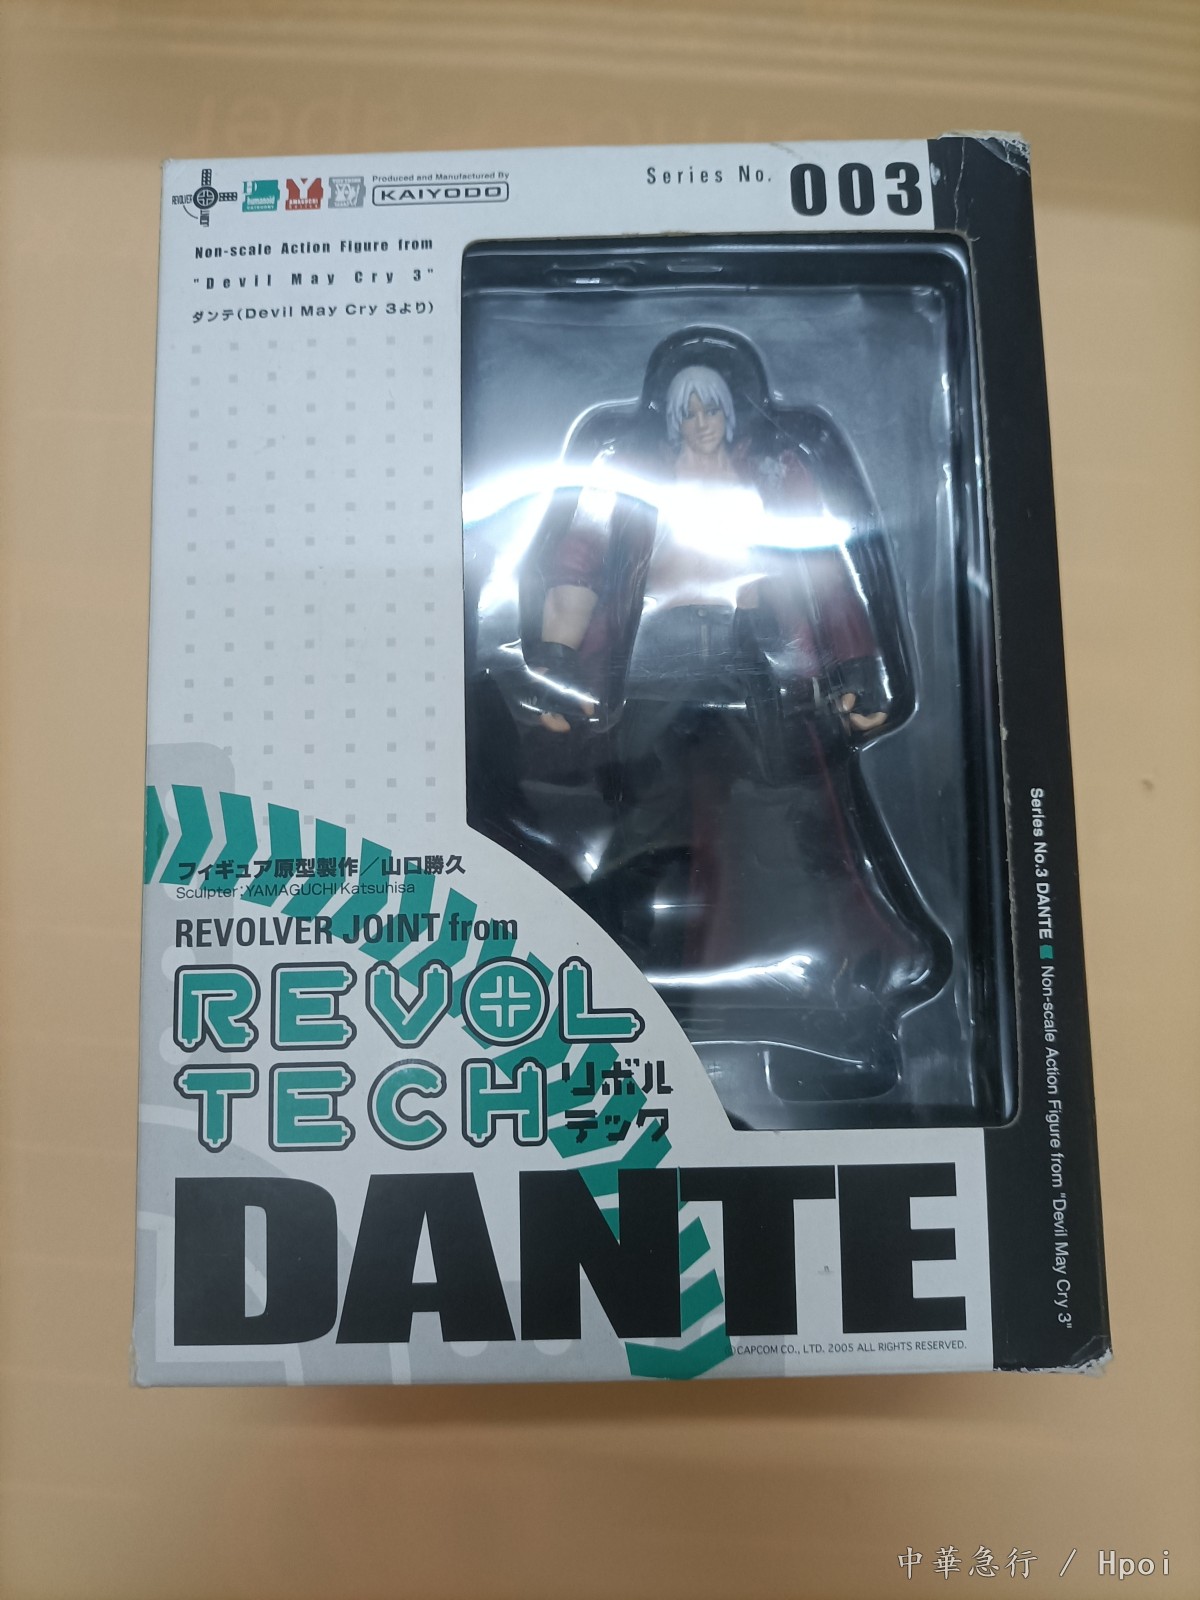 REVOLVER
JOINT
humanoid
Y
YAMAGUCHI
Produced and Manufactured By
KAIYODO
Series No. 003
Non-scale Action Figure from
"Devil May Cry 3"
ダンテ(Devil May Cry 3より)
フィギュア原型製作/山口勝久
Sculpter:YAMAGUCHI Katsuhisa
REVOLVER JOINT from
REVOL
TECH
リボル
テック
DANTE
©CAPCOM CO., LTD. 2005 ALL RIGHTS RESERVED.
Series No.3 DANTE Non-scale Action Figure from "Devil May Cry 3"
中華急行 / Hpoi